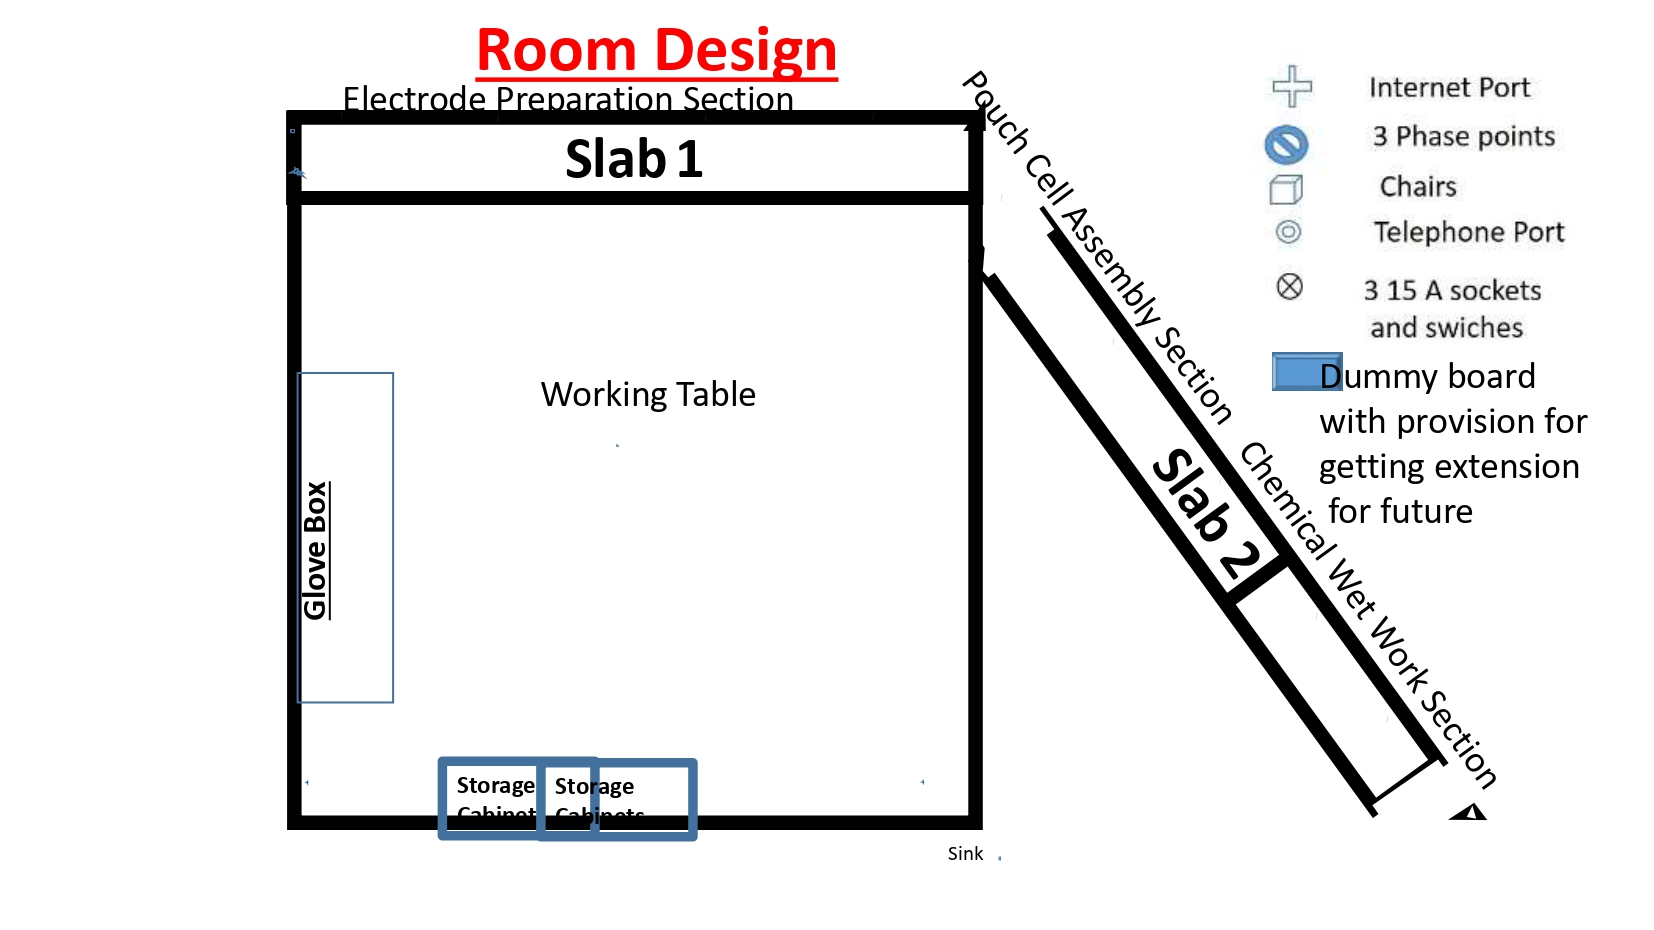 Room Design
Electrode Preparation Section
Slab 1
Pouch Cell Assembly Section
Chemical Wet Work Section
Slab 2
Working Table
Glove Box
Storage
Cabinet
Storage
Cabinets
Sink
Internet Port
3 Phase points
Chairs
Telephone Port
3 15 A sockets
and swiches
Dummy board
with provision for
getting extension
for future